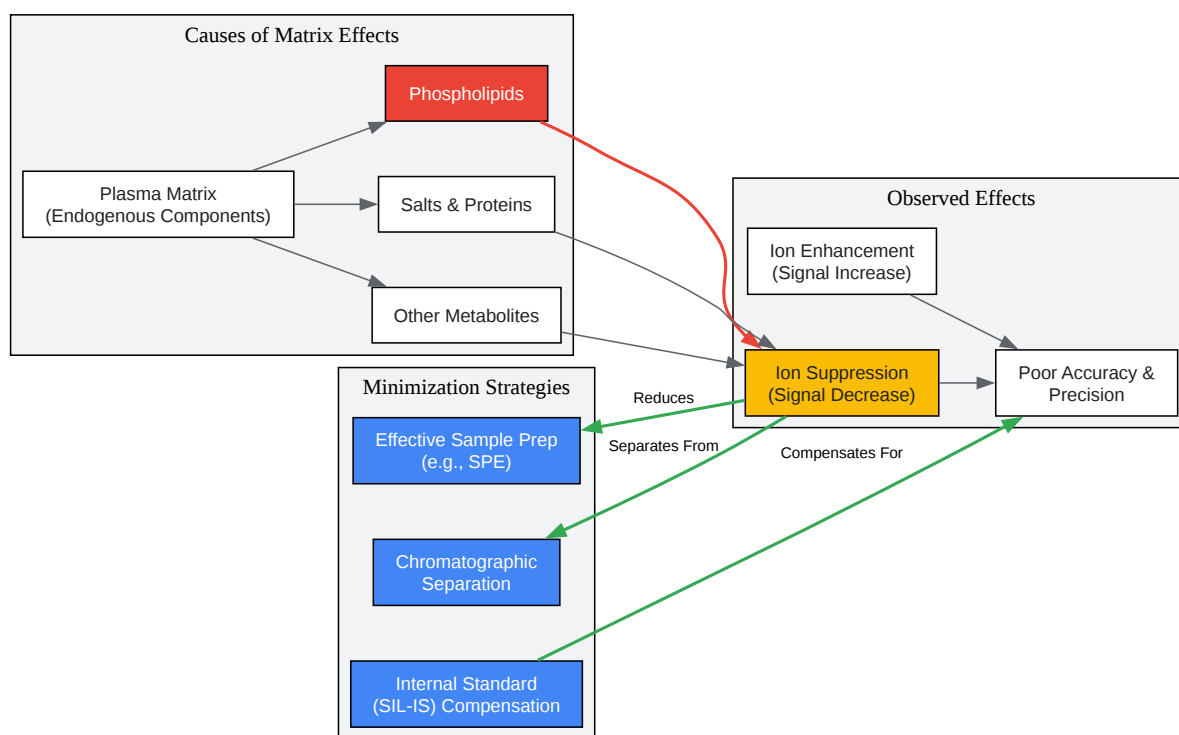 Causes of Matrix Effects
Phospholipids
Plasma Matrix
(Endogenous Components)
Salts & Proteins
Other Metabolites
Observed Effects
Ion Enhancement
(Signal Increase)
Ion Suppression
(Signal Decrease)
Poor Accuracy &
Precision
Minimization Strategies
Reduces
Effective Sample Prep
(e.g., SPE)
Separates From
Compensates For
Chromatographic
Separation
Internal Standard
(SIL-IS) Compensation